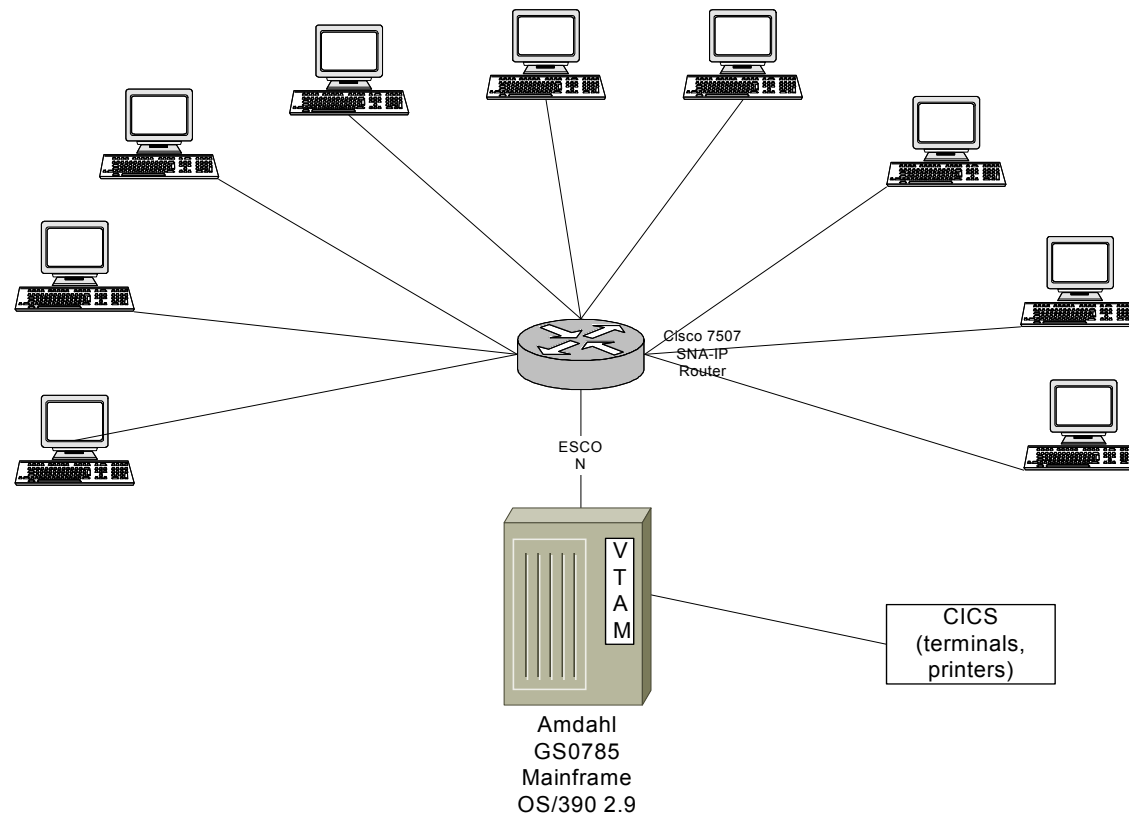 Cisco 7507
SNA-IP
Router
ESCO
N
V
T
A
M
CICS
(terminals,
printers)
Amdahl
GS0785
Mainframe
OS/390 2.9